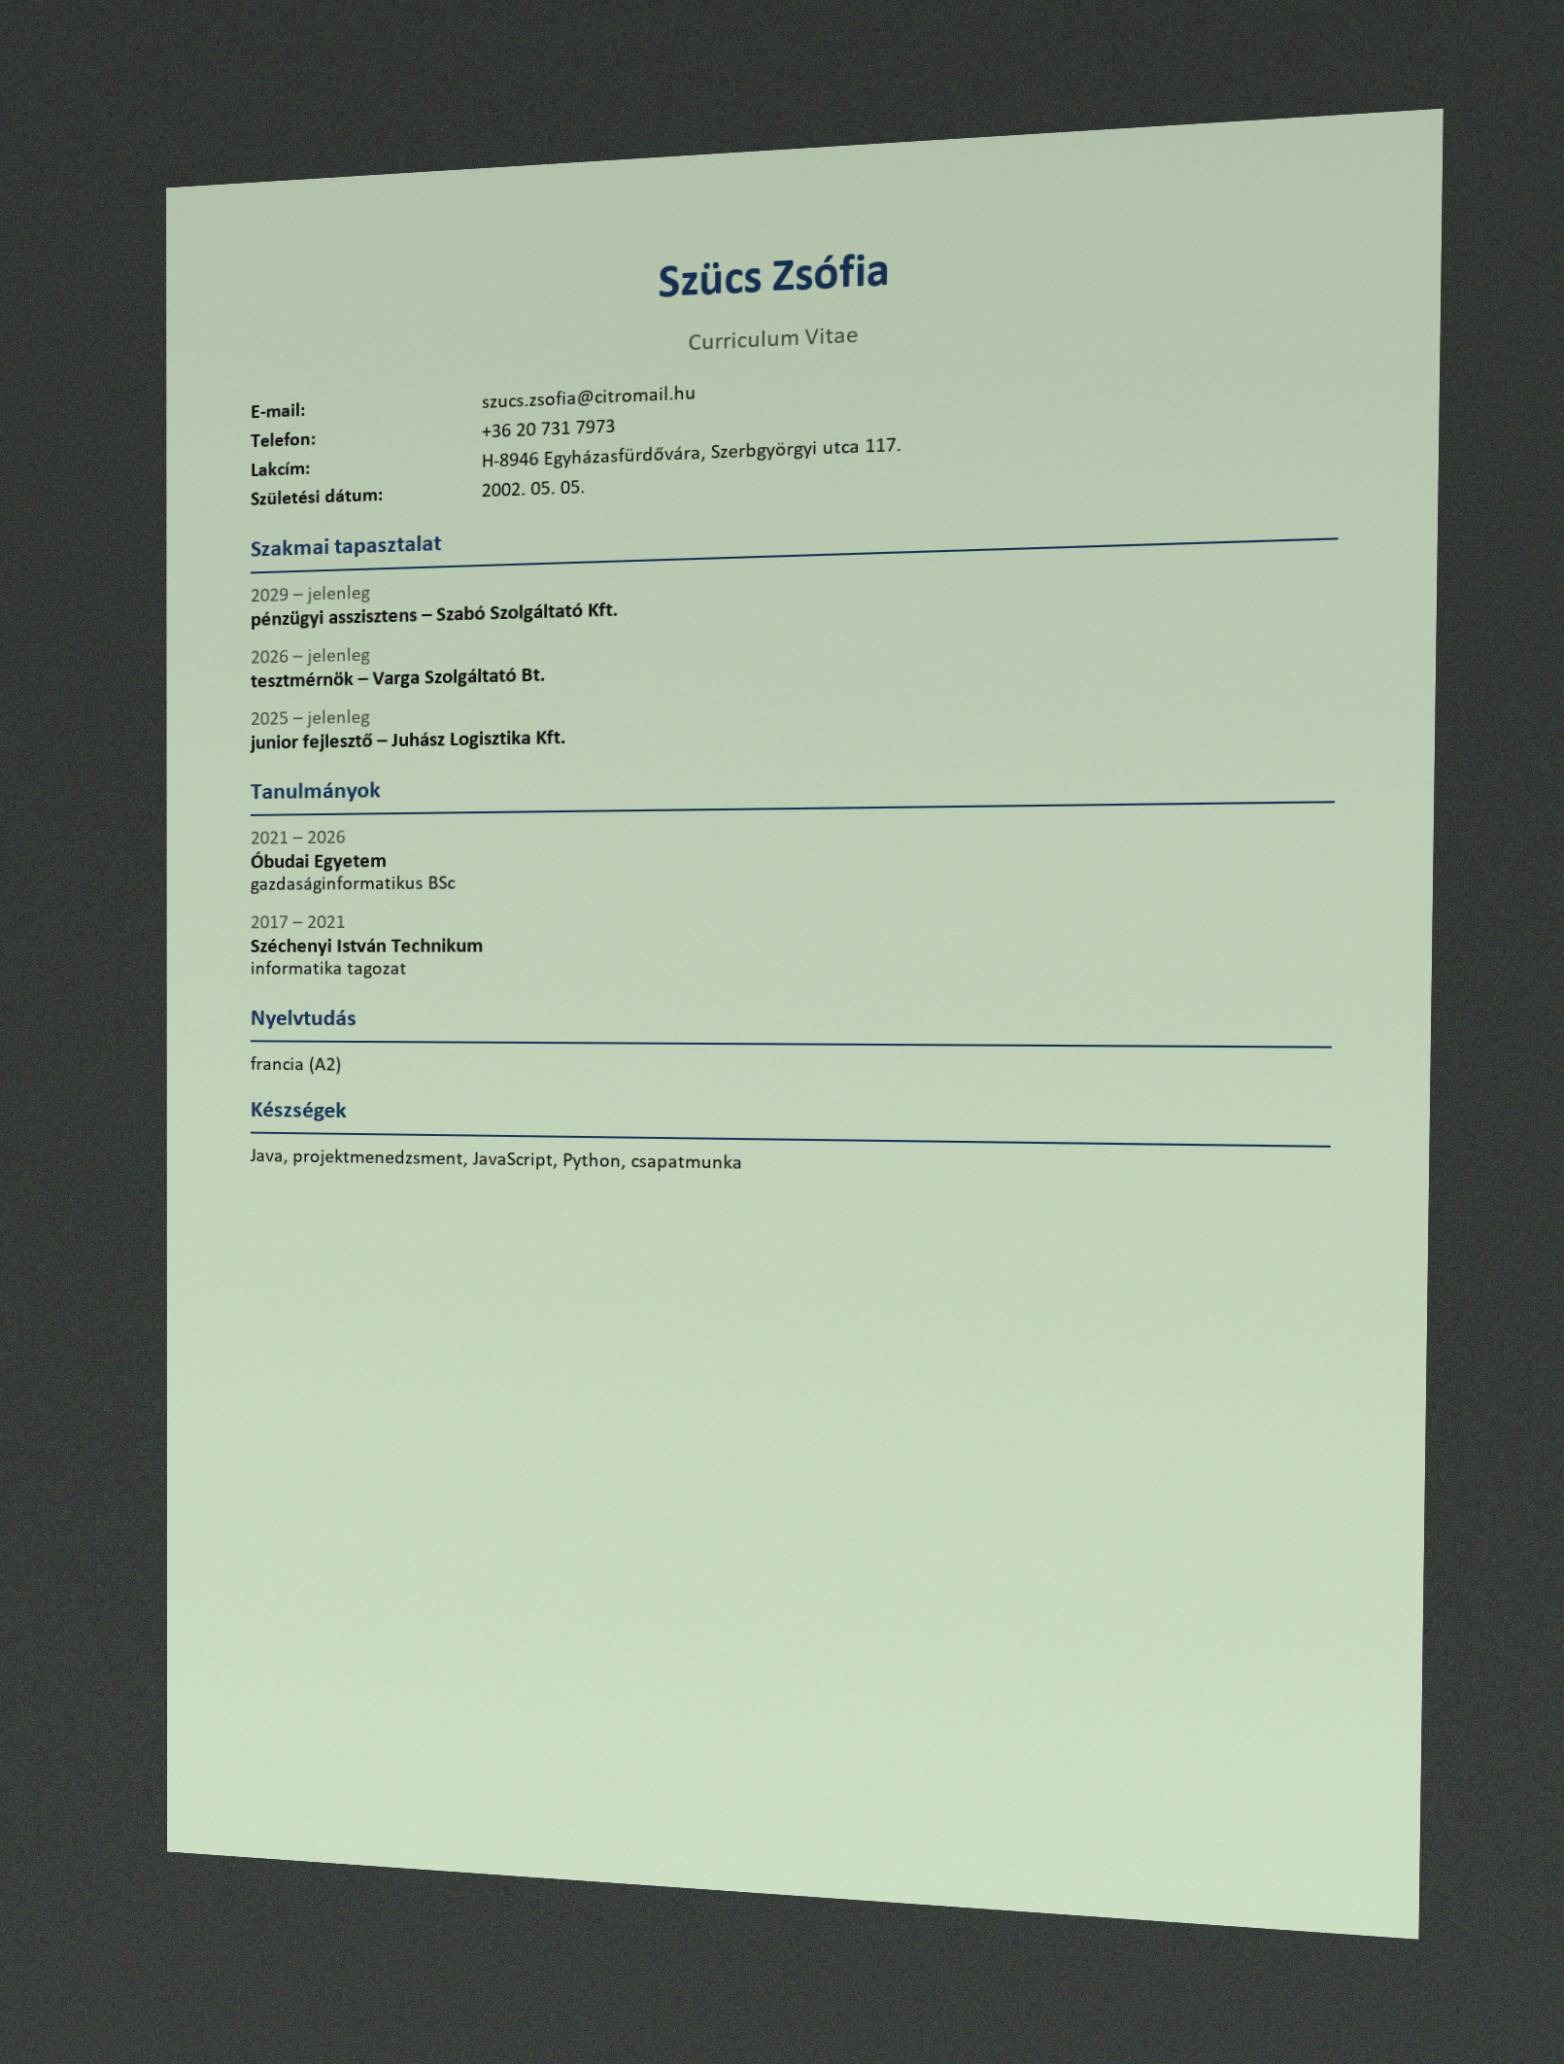 Szücs Zsófia
Curriculum Vitae
E-mail: szucs.zsofia@citromail.hu
Telefon: +36 20 731 7973
Lakcím: H-8946 Egyházasfürdővára, Szerbgyörgyi utca 117.
Születési dátum: 2002. 05. 05.
Szakmai tapasztalat
2029 – jelenleg
pénzügyi asszisztens – Szabó Szolgáltató Kft.
2026 – jelenleg
tesztmérnök – Varga Szolgáltató Bt.
2025 – jelenleg
junior fejlesztő – Juhász Logisztika Kft.
Tanulmányok
2021 – 2026
Óbudai Egyetem
gazdaságinformatikus BSc
2017 – 2021
Széchenyi István Technikum
informatika tagozat
Nyelvtudás
francia (A2)
Készségek
Java, projektmenedzsment, JavaScript, Python, csapatmunka